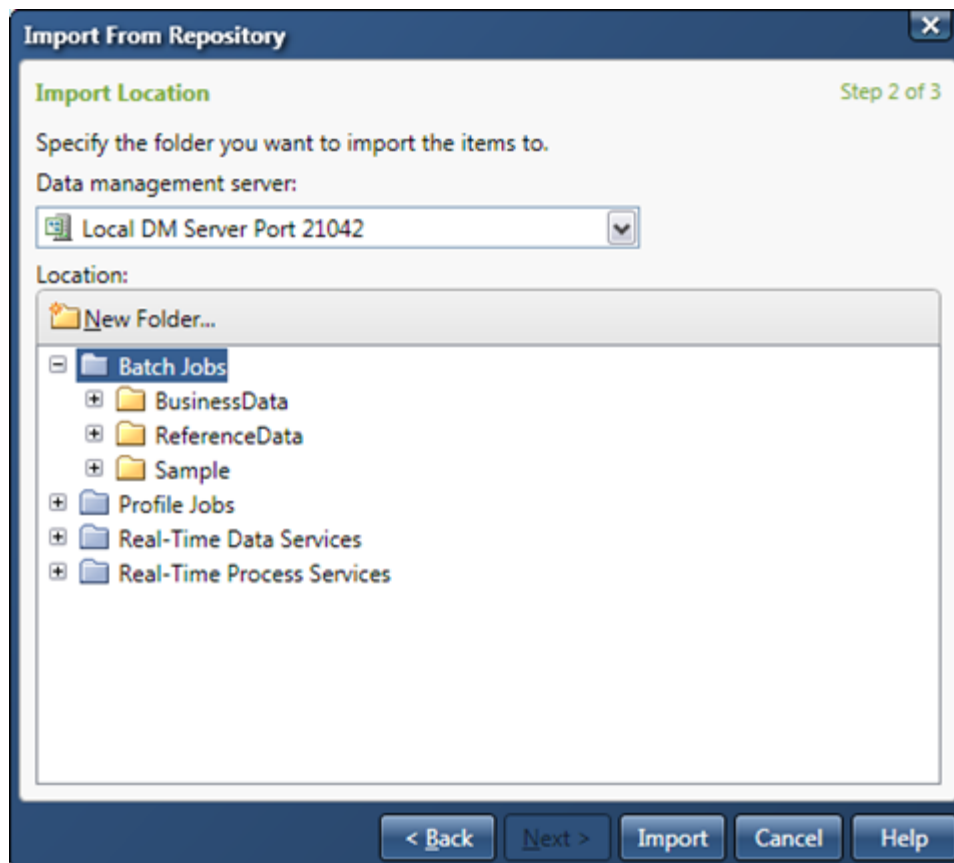 Import From Repository
Import Location
Step 2 of 3
Specify the folder you want to import the items to.
Data management server:
Local DM Server Port 21042
Location:
New Folder...
Batch Jobs
BusinessData
ReferenceData
Sample
Profile Jobs
Real-Time Data Services
Real-Time Process Services
< Back Next > Import Cancel Help